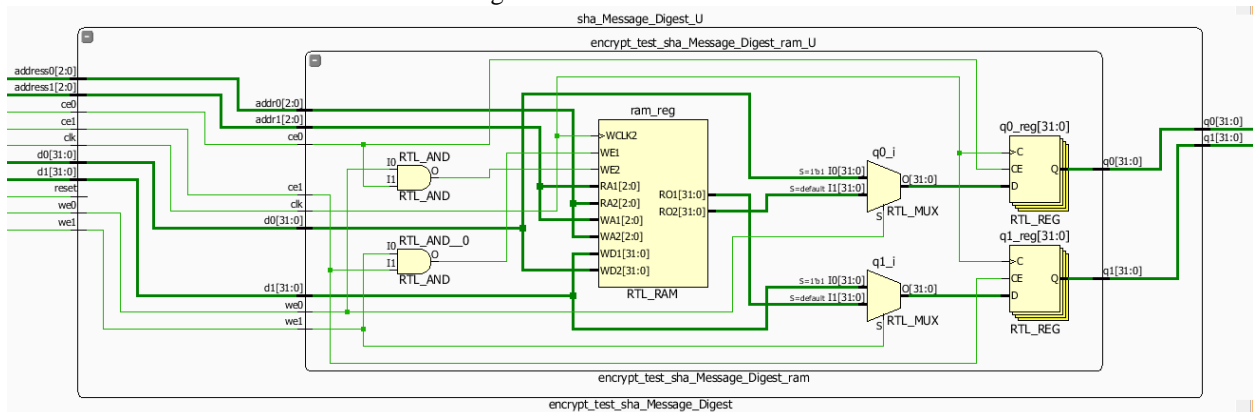 sha_Message_Digest_U
encrypt_test_sha_Message_Digest_ram_U
address0[2:0]
address1[2:0]
ce0
ce1
clk
d0[31:0]
d1[31:0]
reset
we0
we1
addr0[2:0]
addr1[2:0]
ce0
ce1
clk
d0[31:0]
d1[31:0]
we0
we1
I0
I1
RTL_AND
O
RTL_AND
I0
I1
RTL_AND__0
O
RTL_AND
ram_reg
WCLK2
WE1
WE2
RA1[2:0]
RA2[2:0]
WA1[2:0]
WA2[2:0]
WD1[31:0]
WD2[31:0]
RO1[31:0]
RO2[31:0]
RTL_RAM
q0_i
S=1'b1 I0[31:0]
S=default I1[31:0]
O[31:0]
S
RTL_MUX
q1_i
S=1'b1 I0[31:0]
S=default I1[31:0]
O[31:0]
S
RTL_MUX
q0_reg[31:0]
C
CE
D
Q
RTL_REG
q1_reg[31:0]
C
CE
D
Q
RTL_REG
q0[31:0]
q1[31:0]
q0[31:0]
q1[31:0]
encrypt_test_sha_Message_Digest_ram
encrypt_test_sha_Message_Digest